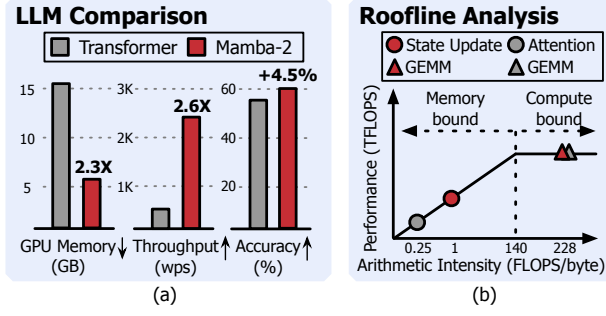 LLM Comparison
Transformer Mamba-2
15
10
5
2.3X
GPU Memory
(GB)
3K
2K
1K
2.6X
Throughput
(wps)
60
40
20
+4.5%
Accuracy
(%)
(a)
Roofline Analysis
State Update Attention
GEMM GEMM
Performance (TFLOPS)
Memory
bound
Compute
bound
0.25 1 140 228
Arithmetic Intensity (FLOPS/byte)
(b)